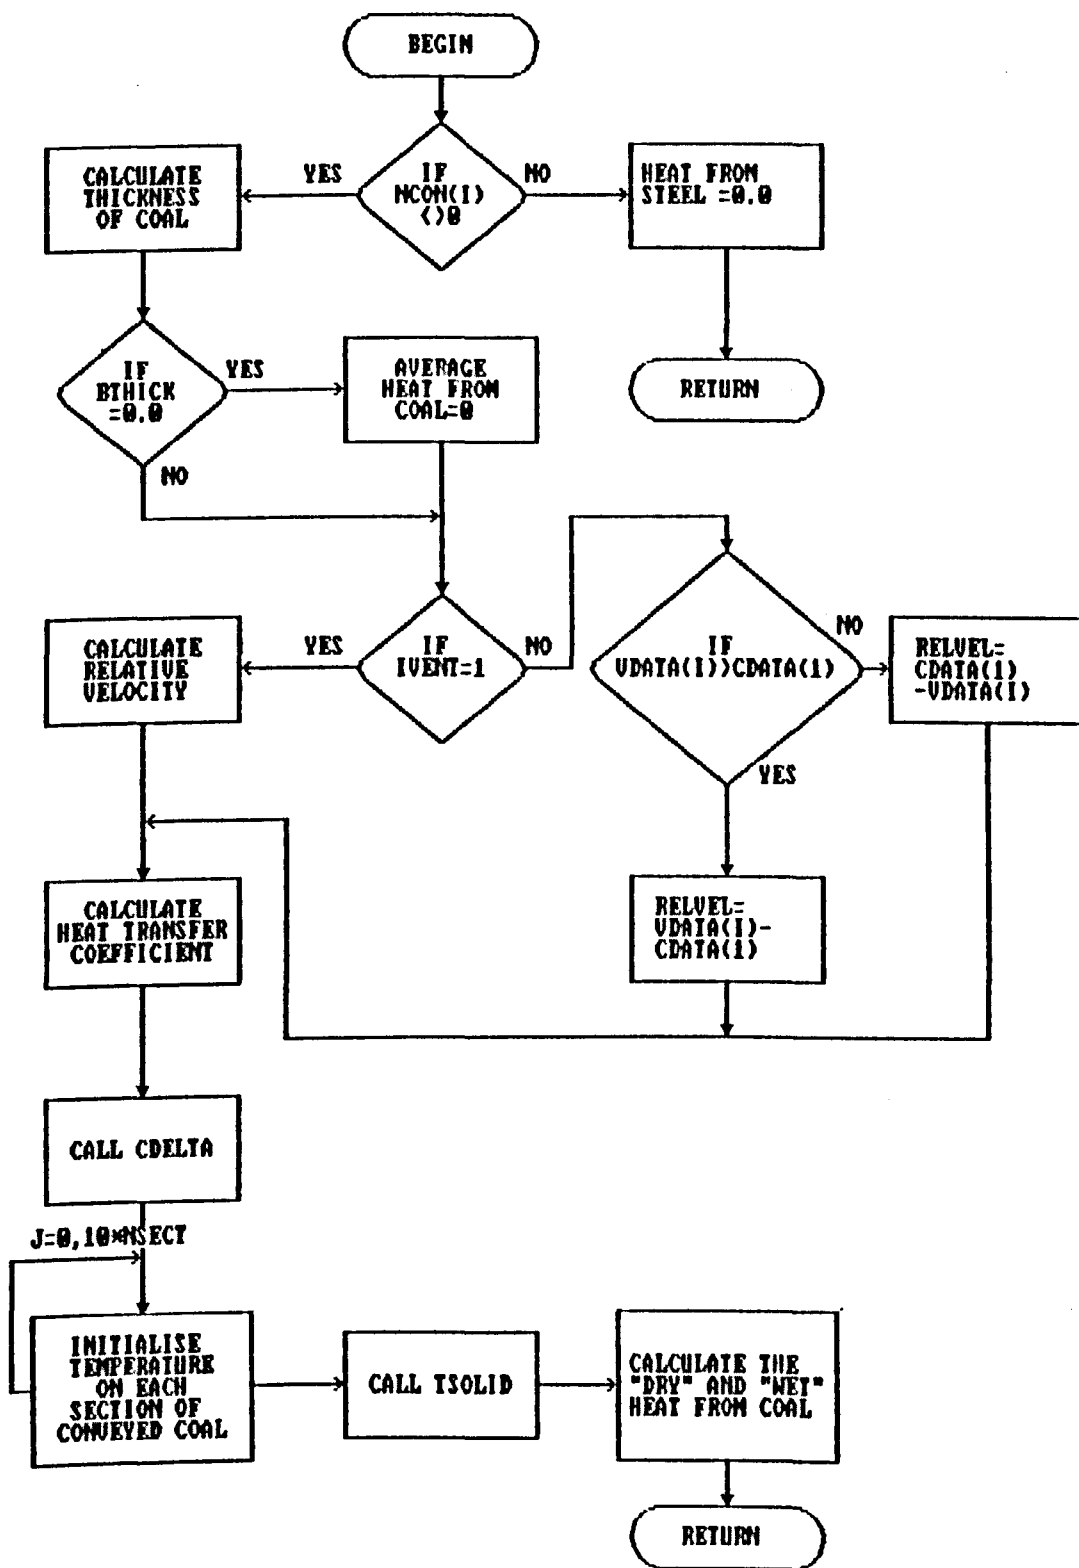 BEGIN
IF
NCON(I)
<>0
YES
NO
CALCULATE
THICKNESS
OF COAL
HEAT FROM
STEEL =0.0
RETURN
IF
BTHICK
=0.0
YES
NO
AVERAGE
HEAT FROM
COAL=0
IF
IVENT=1
YES
NO
CALCULATE
RELATIVE
VELOCITY
IF
VDATA(I)>CDATA(1)
NO
YES
RELVEL=
CDATA(1)
-VDATA(I)
RELVEL=
VDATA(I)-
CDATA(1)
CALCULATE
HEAT TRANSFER
COEFFICIENT
CALL CDELTA
J=0,10*NSECT
INITIALISE
TEMPERATURE
ON EACH
SECTION OF
CONVEYED COAL
CALL TSOLID
CALCULATE THE
"DRY" AND "WET"
HEAT FROM COAL
RETURN